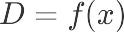 D = f(x)